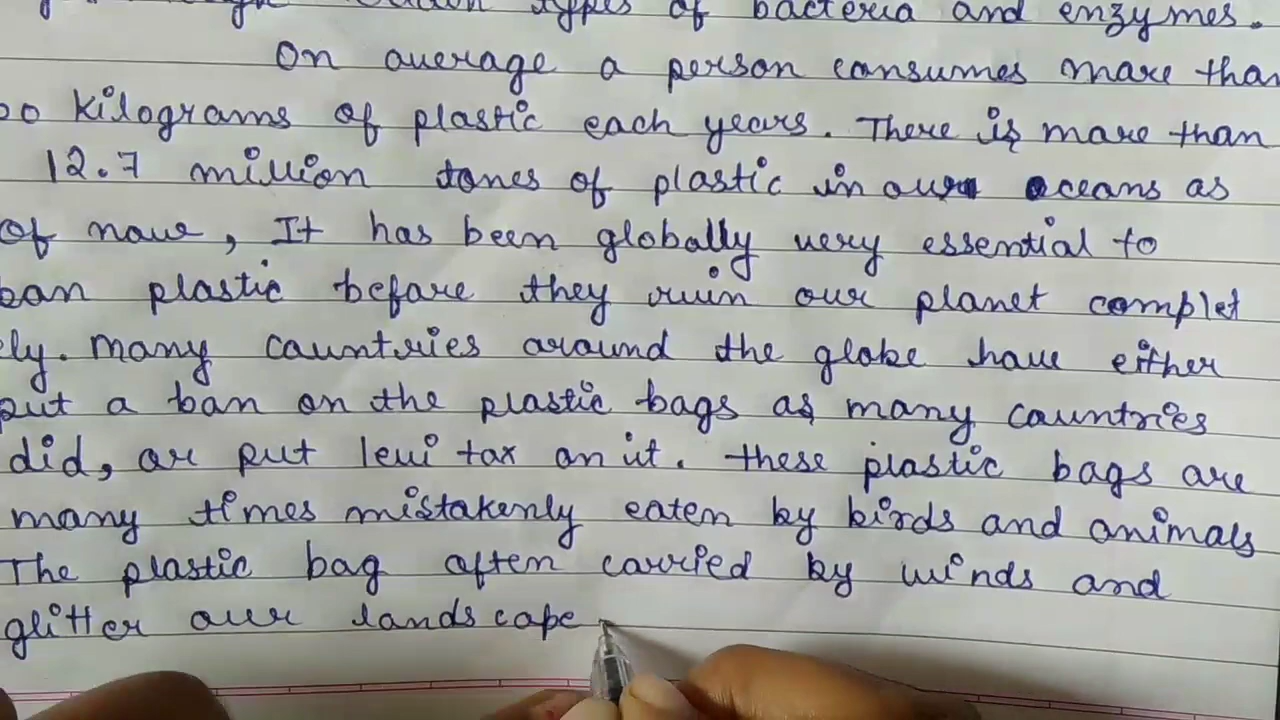 types of bacteria and enzymes.
On average a person consumes more than
00 kilograms of plastic each years. There is more than
12.7 million tones of plastic in our oceans as
of now, It has been globally very essential to
ban plastic before they ruin our planet complet
ely. Many countries around the globe have either
put a ban on the plastic bags as many countries
did, or put levi tax on it. These plastic bags are
many times mistakenly eaten by birds and animals
The plastic bag often carried by winds and
glitter our landscape